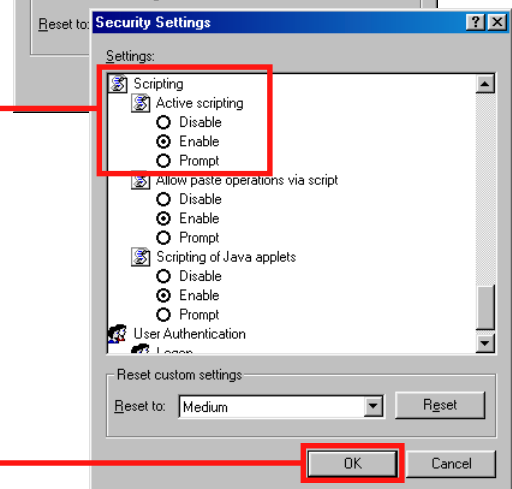 Reset to:
Security Settings
Settings:
Scripting
Active scripting
Disable
Enable
Prompt
Allow paste operations via script
Disable
Enable
Prompt
Scripting of Java applets
Disable
Enable
Prompt
User Authentication
Logon
Reset custom settings
Reset to: Medium Reset
OK Cancel